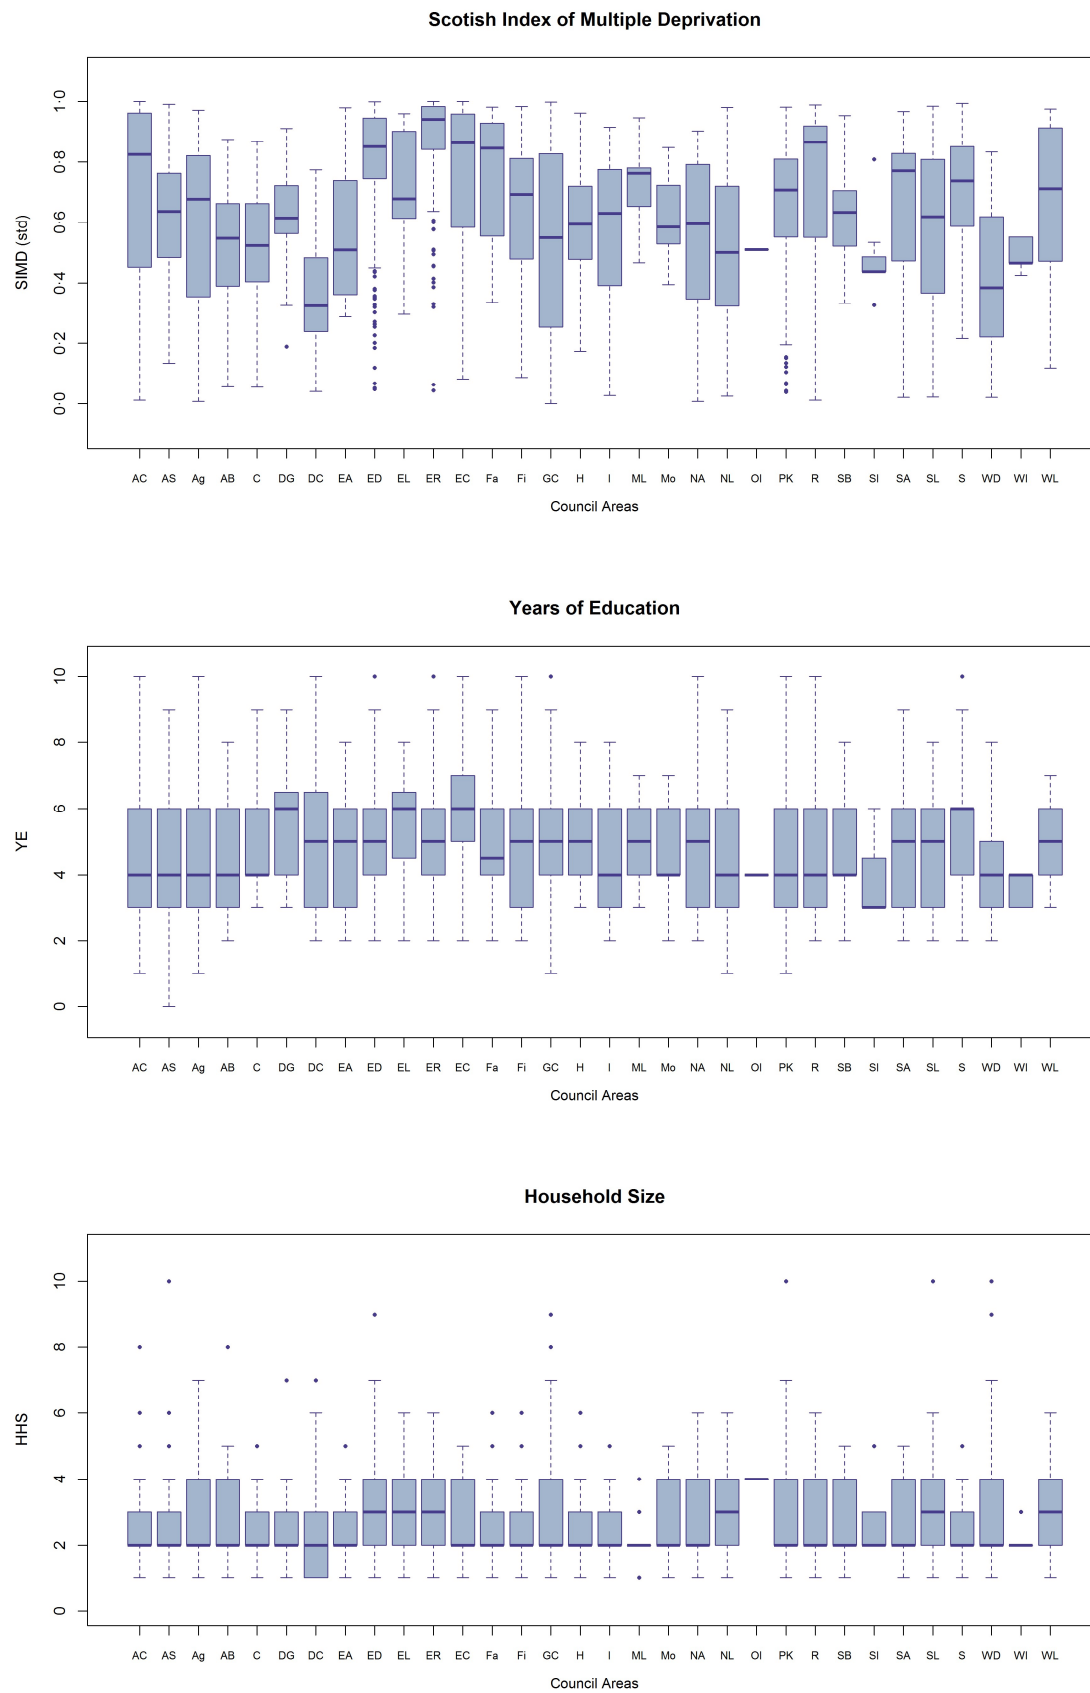 Scottish Index of Multiple Deprivation
SIMD (std)
1·0
0·8
0·6
0·4
0·2
0·0
AC AS Ag AB C DG DC EA ED EL ER EC Fa Fi GC H I ML Mo NA NL OI PK R SB SI SA SL S WD WI WL
Council Areas
Years of Education
YE
10
8
6
4
2
0
AC AS Ag AB C DG DC EA ED EL ER EC Fa Fi GC H I ML Mo NA NL OI PK R SB SI SA SL S WD WI WL
Council Areas
Household Size
HHS
10
8
6
4
2
0
AC AS Ag AB C DG DC EA ED EL ER EC Fa Fi GC H I ML Mo NA NL OI PK R SB SI SA SL S WD WI WL
Council Areas